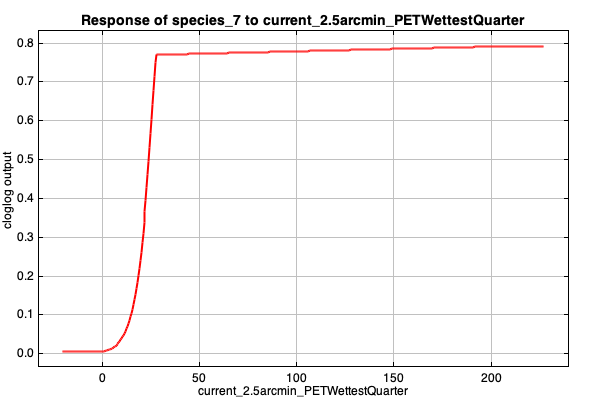 Response of species_7 to current_2.5arcmin_PETWettestQuarter
0.8
0.7
0.6
0.5
0.4
0.3
0.2
0.1
0.0
cloglog output
0 50 100 150 200
current_2.5arcmin_PETWettestQuarter